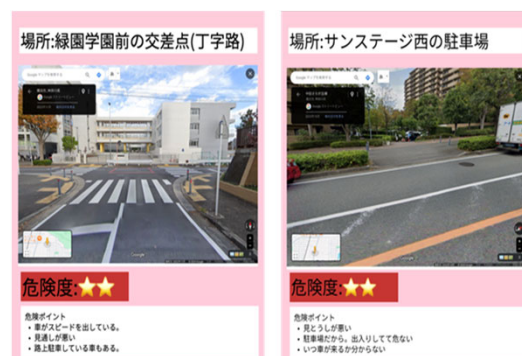 場所:緑園学園前の交差点(丁字路)
危険度:⭐⭐
危険ポイント
• 車がスピードを出している。
• 見通しが悪い
• 路上駐車している車もある。
場所:サンステージ西の駐車場
危険度:⭐⭐
危険ポイント
• 見とうしが悪い
• 駐車場だから。出入りしてて危ない
• いつ車が来るか分からない
Google